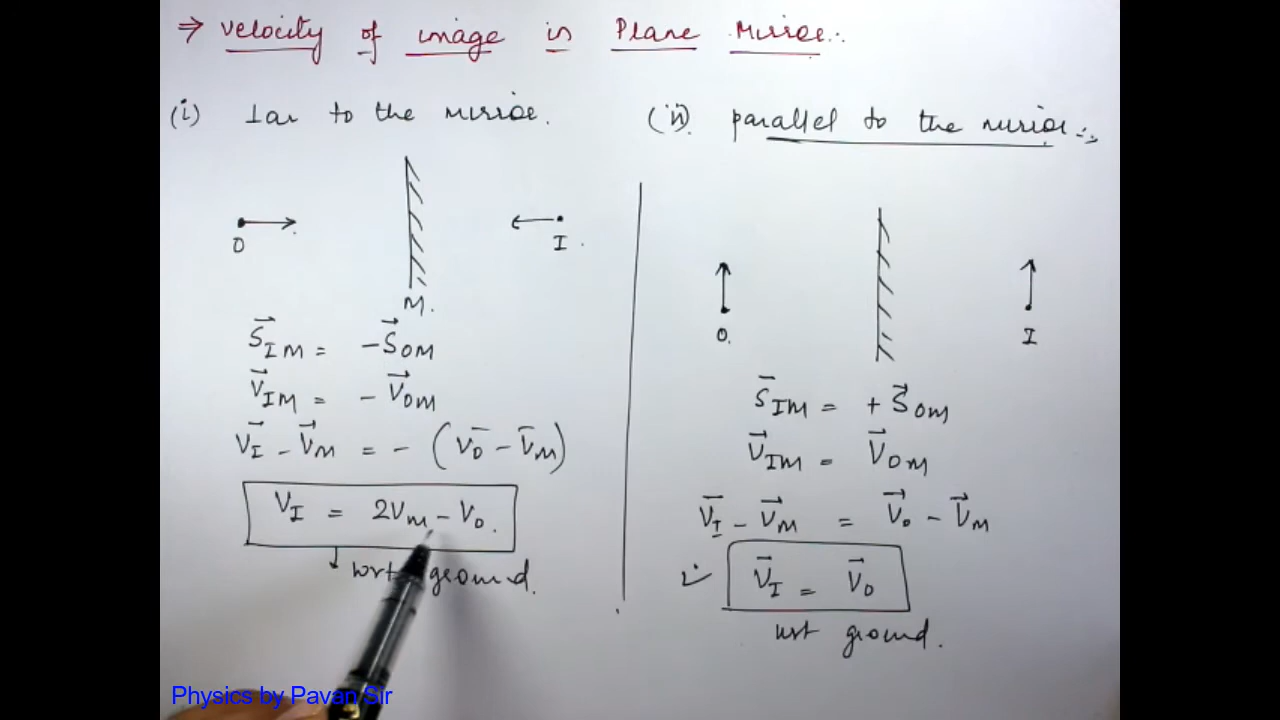 ⇒ Velocity of image in Plane Mirror.
(i) ⊥ar to the mirror.
O
I
M.
S⃗IM = -S⃗OM
V⃗IM = -V⃗OM
V⃗I - V⃗M = - (V⃗O - V⃗M)
VI = 2Vm - VO.
wrt ground.
(ii) parallel to the mirror
O.
I
S⃗IM = + S⃗OM
V⃗IM = V⃗OM
V⃗I - V⃗M = V⃗O - V⃗M
V⃗I = V⃗O
wrt ground.
Physics by Pavan Sir